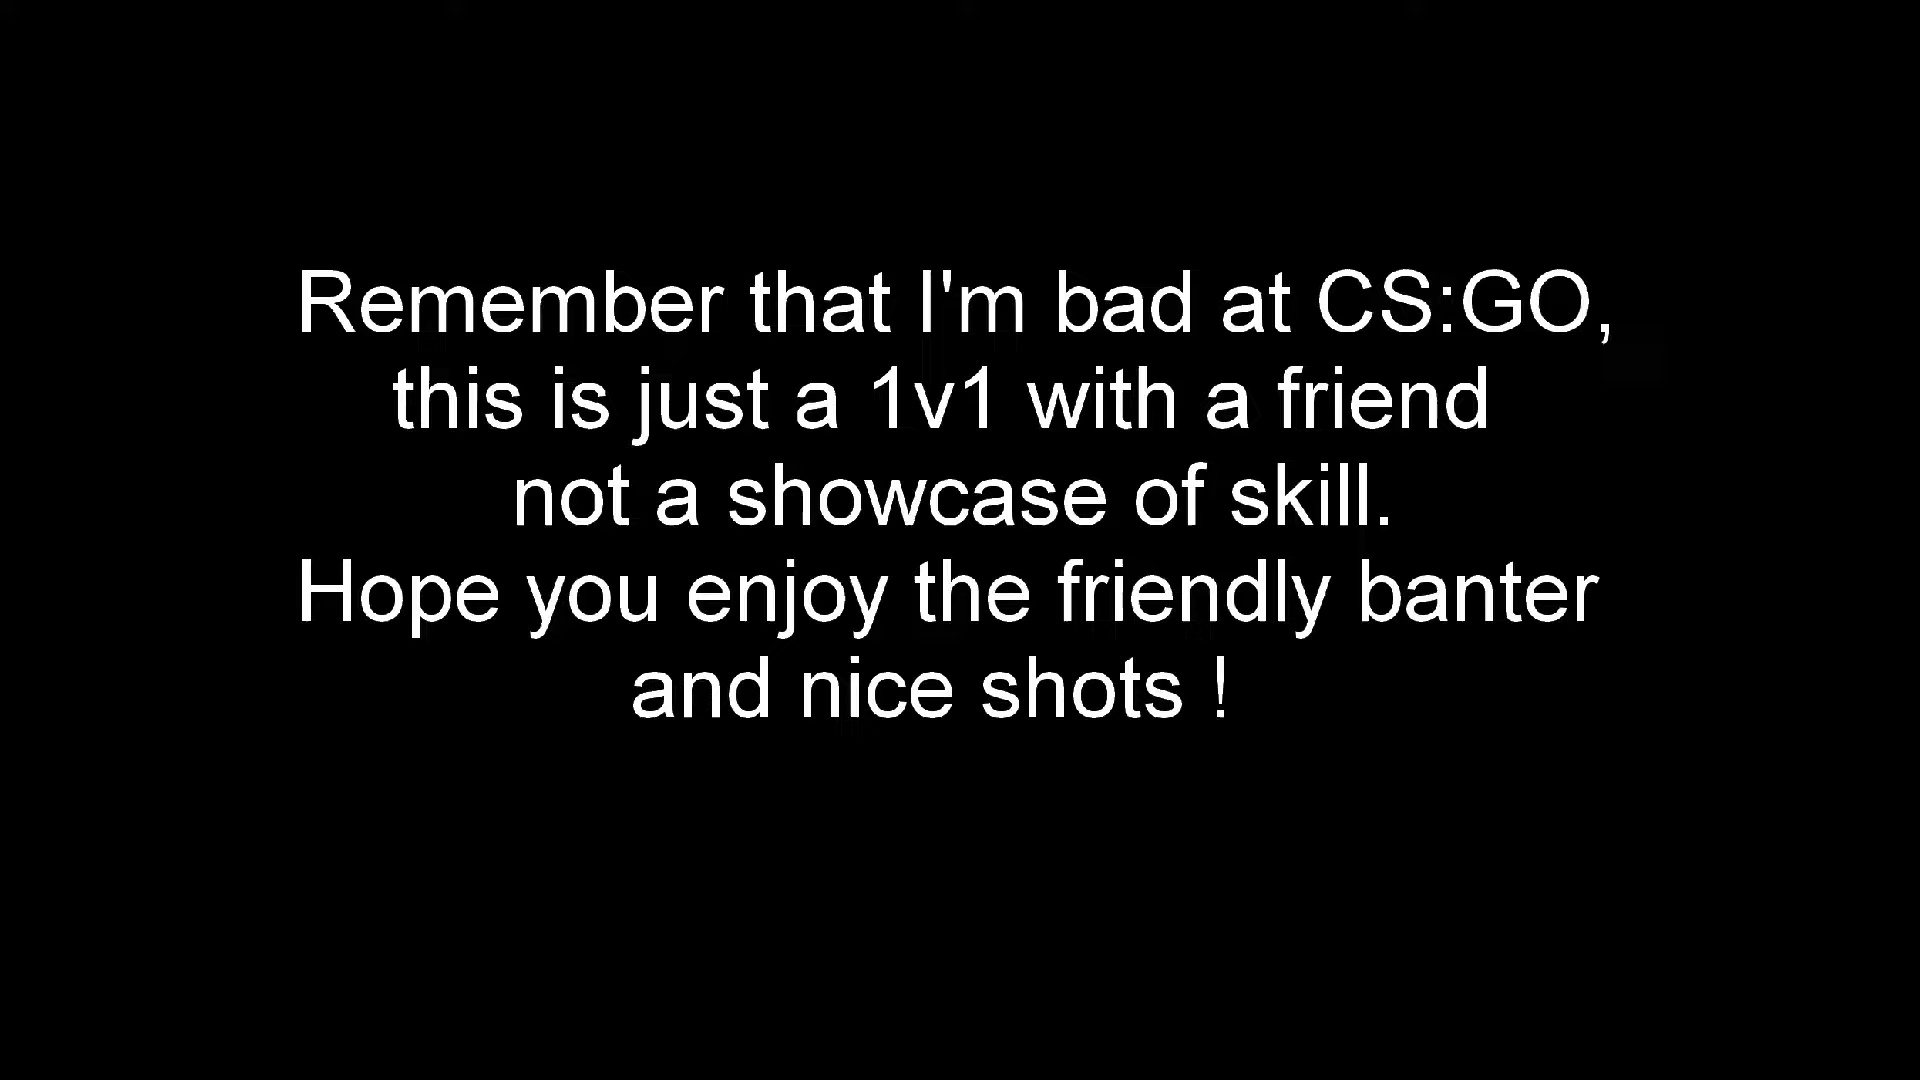 Remember that I'm bad at CS:GO,
this is just a 1v1 with a friend
not a showcase of skill.
Hope you enjoy the friendly banter
and nice shots !